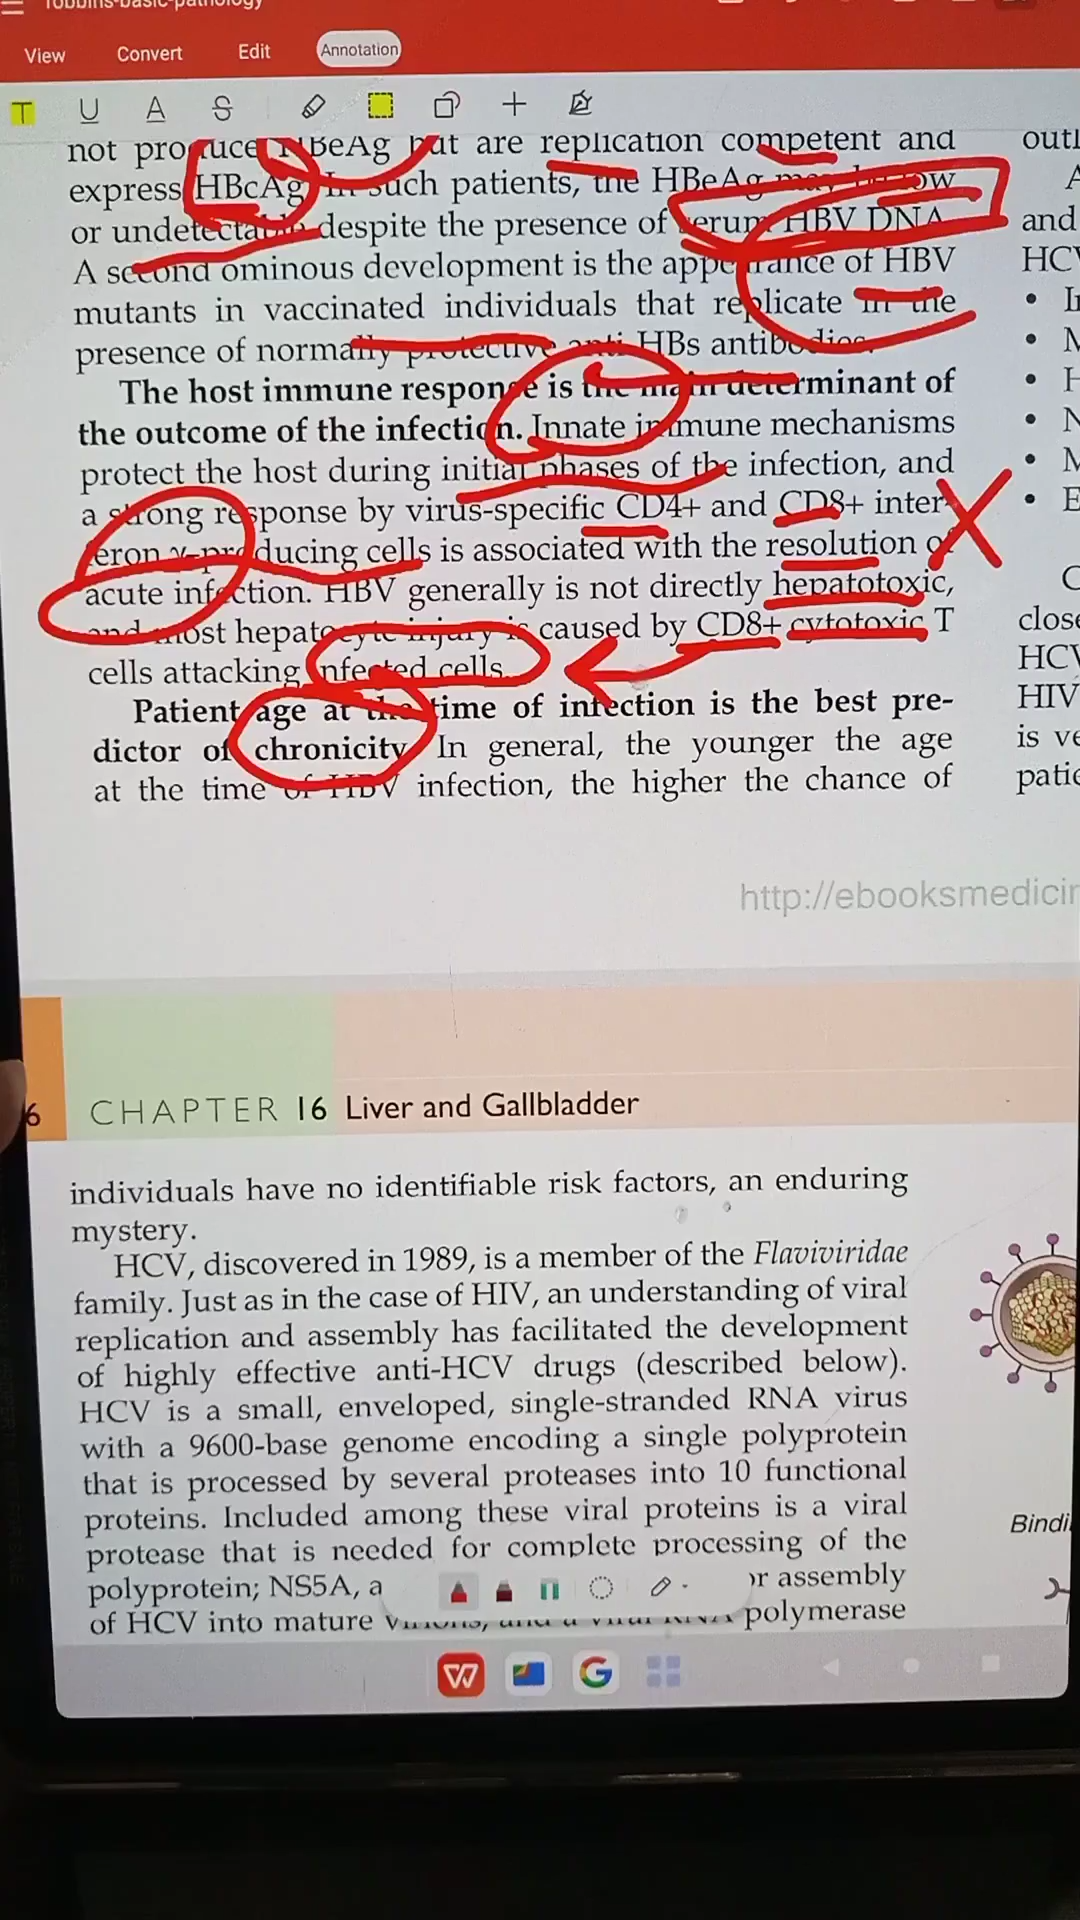 robbins-basic-pathology
View Convert Edit Annotation
T U A S
not produce HBeAg but are replication competent and
express HBcAg. In such patients, the HBeAg may be low
or undetectable despite the presence of serum HBV DNA.
A second ominous development is the appearance of HBV
mutants in vaccinated individuals that replicate in the
presence of normally protective anti-HBs antibodies.
The host immune response is the main determinant of
the outcome of the infection. Innate immune mechanisms
protect the host during initial phases of the infection, and
a strong response by virus-specific CD4+ and CD8+ inter-
feron γ-producing cells is associated with the resolution of
acute infection. HBV generally is not directly hepatotoxic,
and most hepatocyte injury is caused by CD8+ cytotoxic T
cells attacking infected cells.
Patient age at the time of infection is the best pre-
dictor of chronicity. In general, the younger the age
at the time of HBV infection, the higher the chance of
and
HCV
close
HCV
HIV
is ve
patie
http://ebooksmedicin
6 CHAPTER 16 Liver and Gallbladder
individuals have no identifiable risk factors, an enduring
mystery.
HCV, discovered in 1989, is a member of the Flaviviridae
family. Just as in the case of HIV, an understanding of viral
replication and assembly has facilitated the development
of highly effective anti-HCV drugs (described below).
HCV is a small, enveloped, single-stranded RNA virus
with a 9600-base genome encoding a single polyprotein
that is processed by several proteases into 10 functional
proteins. Included among these viral proteins is a viral
protease that is needed for complete processing of the
polyprotein; NS5A, a or assembly
of HCV into mature virions; and a viral RNA polymerase
Bindi